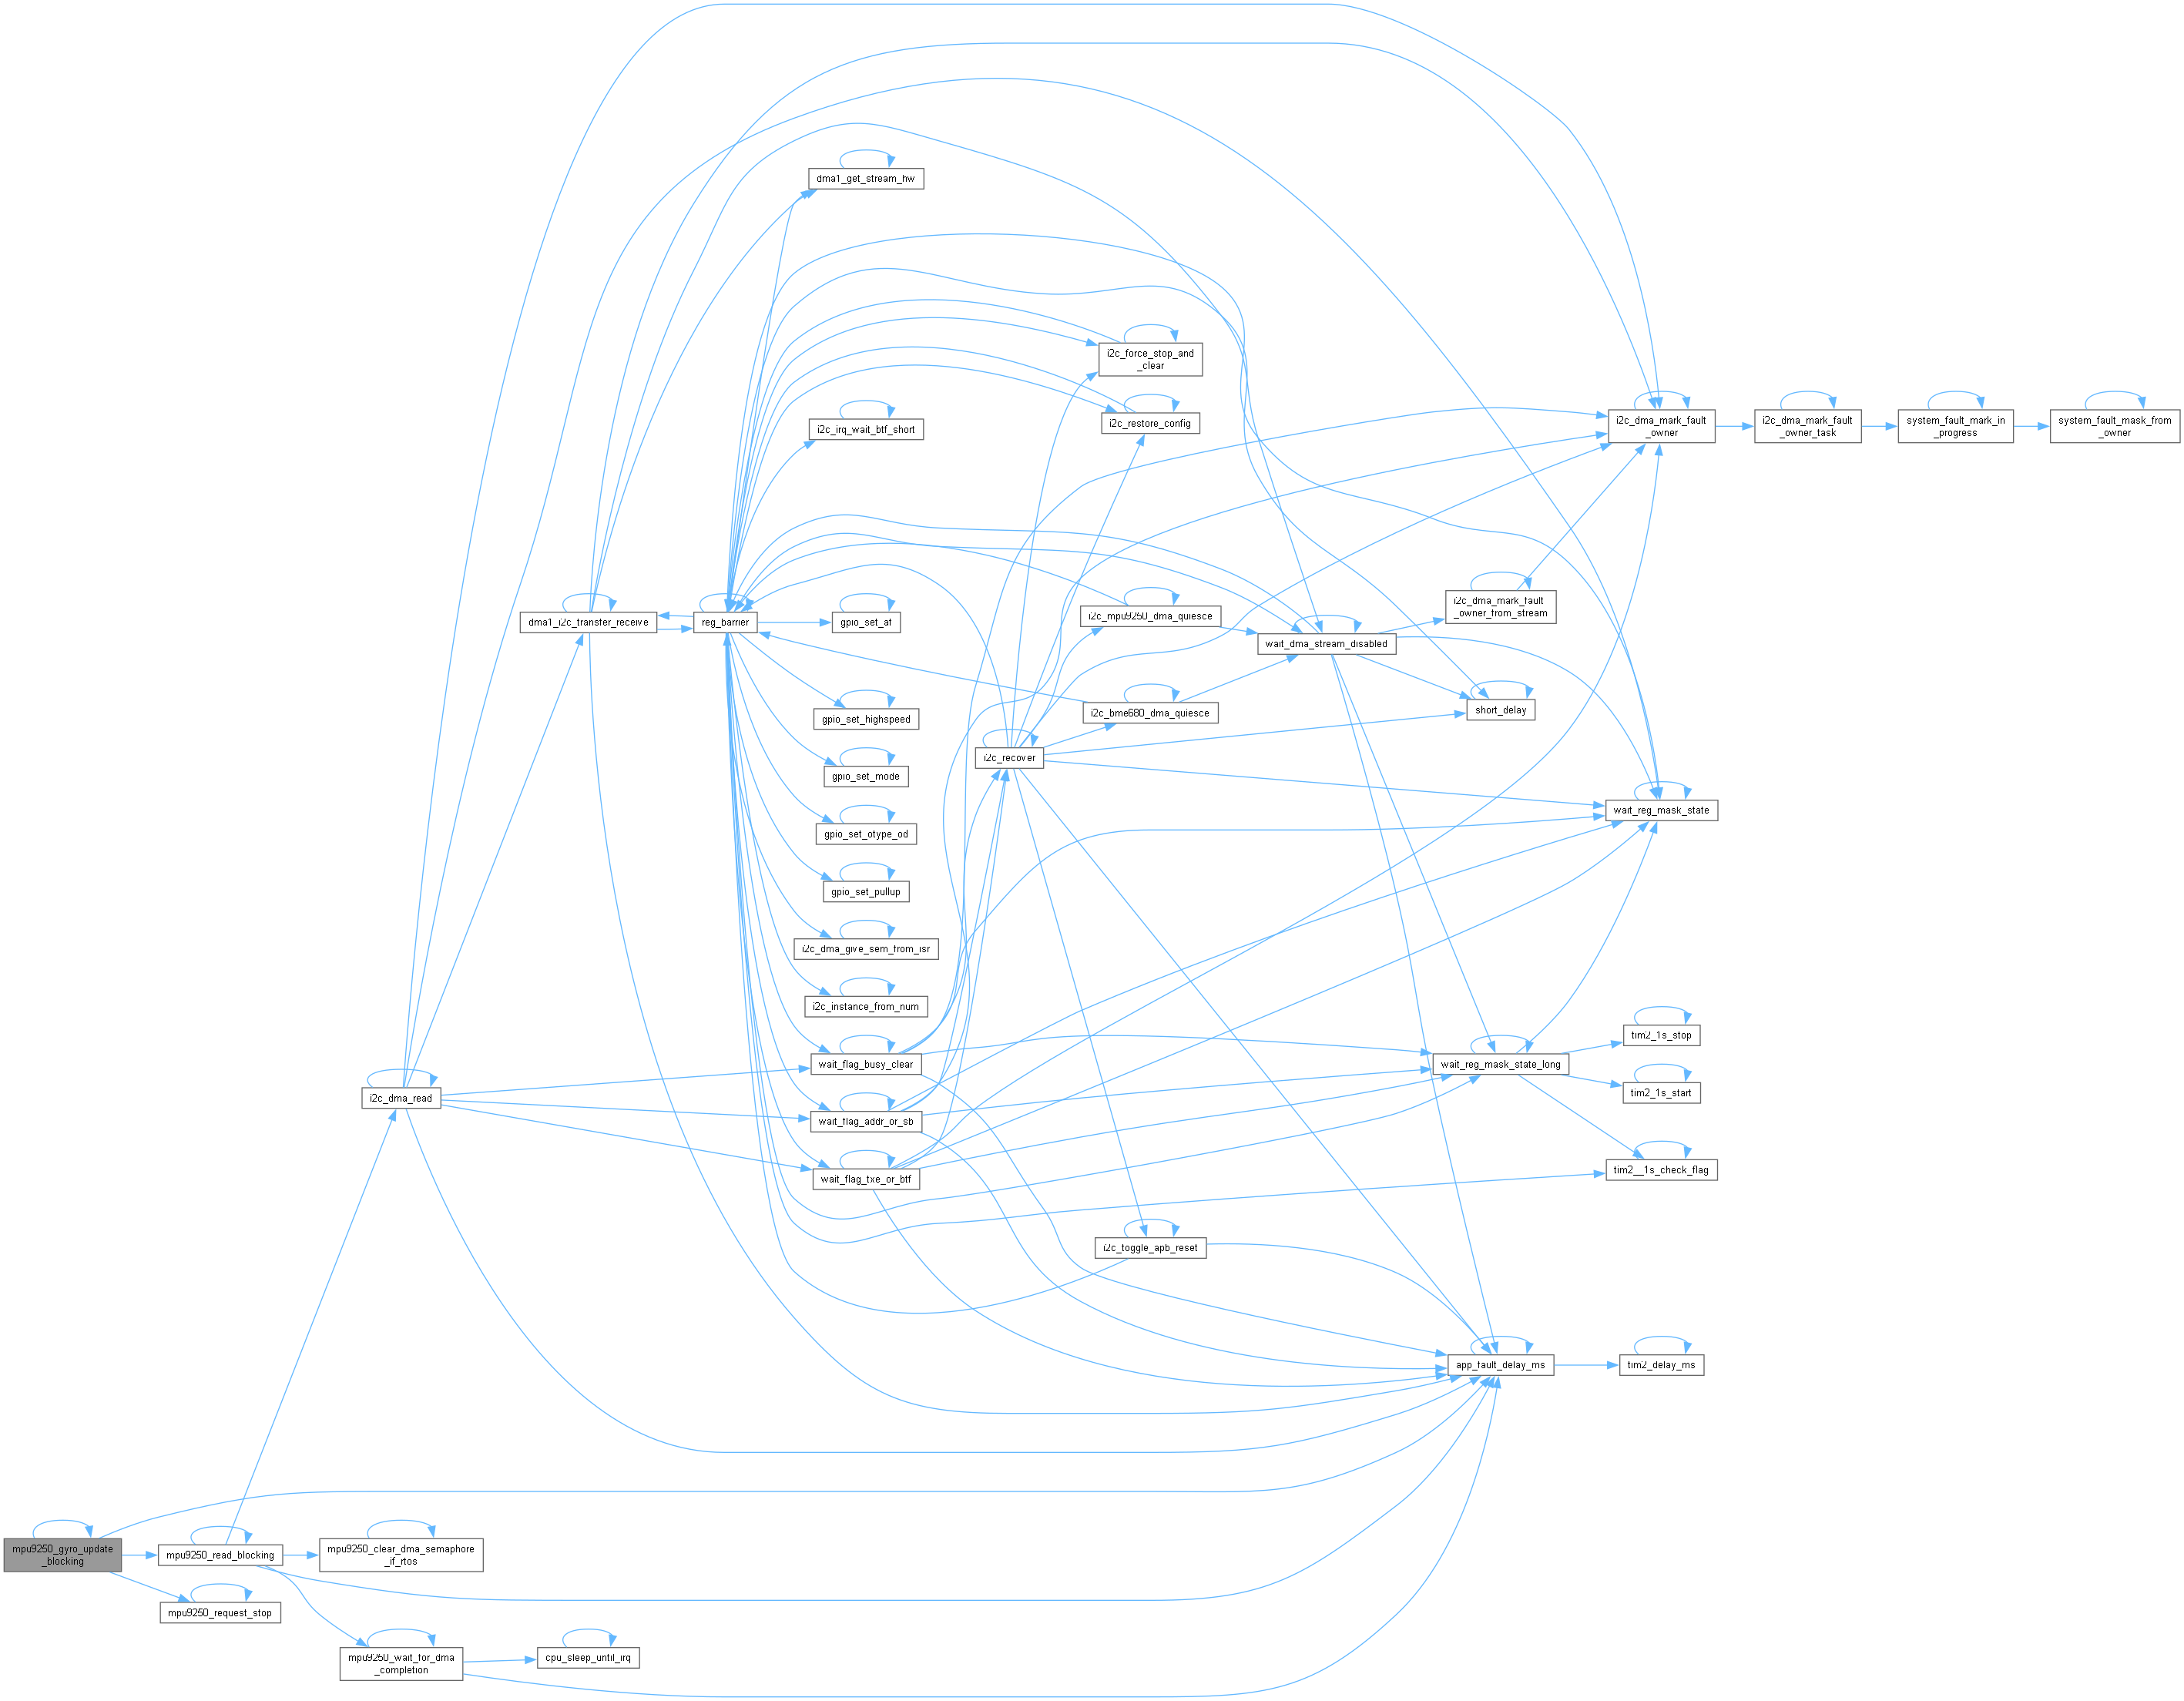 dma1_get_stream_hw
i2c_force_stop_and
_clear
i2c_restore_config
i2c_irq_wait_btf_short
i2c_dma_mark_fault
_owner
i2c_dma_mark_fault
_owner_task
system_fault_mark_in
_progress
system_fault_mask_from
_owner
dma1_i2c_transfer_receive
reg_barrier
gpio_set_af
i2c_mpu9250_dma_quiesce
i2c_dma_mark_fault
_owner_from_stream
wait_dma_stream_disabled
i2c_bme680_dma_quiesce
short_delay
gpio_set_highspeed
i2c_recover
gpio_set_mode
wait_reg_mask_state
gpio_set_otype_od
gpio_set_pullup
i2c_dma_give_sem_from_isr
i2c_instance_from_num
tim2_1s_stop
wait_flag_busy_clear
wait_reg_mask_state_long
tim2_1s_start
i2c_dma_read
wait_flag_addr_or_sb
tim2__1s_check_flag
wait_flag_txe_or_btf
i2c_toggle_apb_reset
app_fault_delay_ms
tim2_delay_ms
mpu9250_gyro_update
_blocking
mpu9250_read_blocking
mpu9250_clear_dma_semaphore
_if_rtos
mpu9250_request_stop
mpu9250_wait_for_dma
_completion
cpu_sleep_until_irq